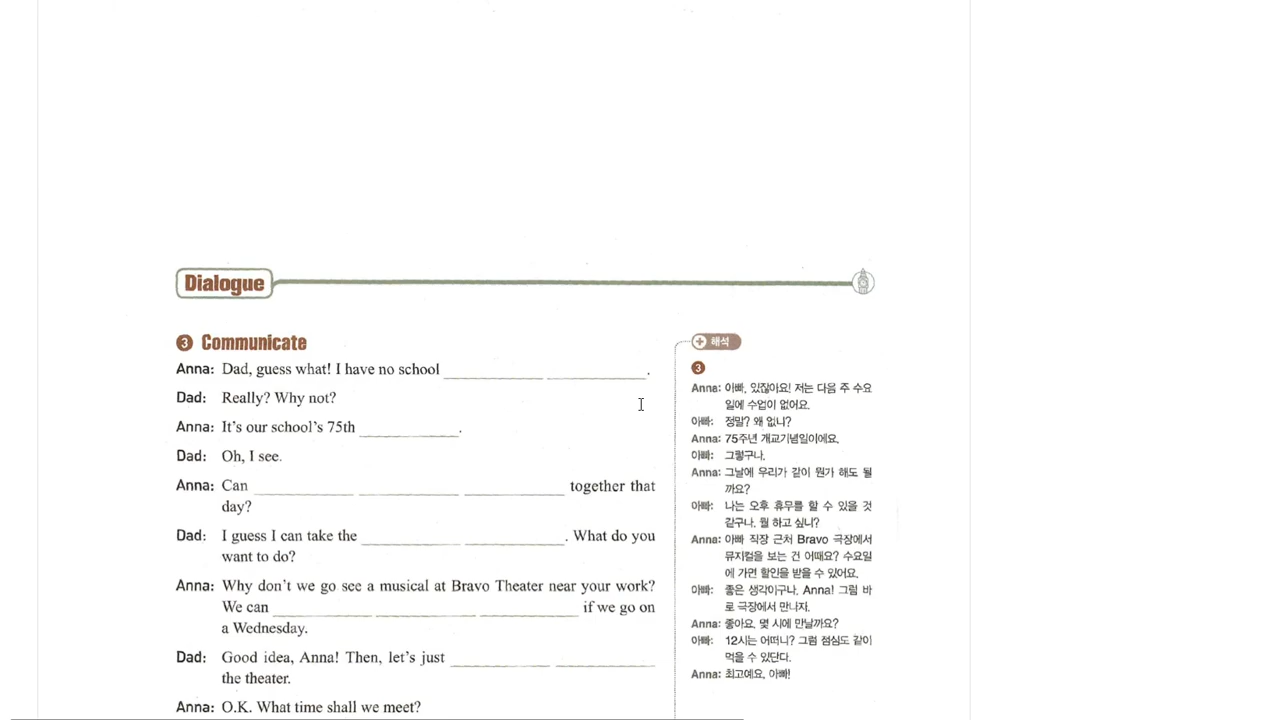 Dialogue
3 Communicate
Anna: Dad, guess what! I have no school ________ ________.
Dad: Really? Why not?
Anna: It's our school's 75th ________.
Dad: Oh, I see.
Anna: Can ________ ________ ________ together that
day?
Dad: I guess I can take the ________ ________. What do you
want to do?
Anna: Why don't we go see a musical at Bravo Theater near your work?
We can ________ ________ ________ if we go on
a Wednesday.
Dad: Good idea, Anna! Then, let's just ________ ________
the theater.
Anna: O.K. What time shall we meet?
+ 해석
3
Anna: 아빠, 있잖아요! 저는 다음 주 수요
일에 수업이 없어요.
아빠: 정말? 왜 없니?
Anna: 75주년 개교기념일이에요.
아빠: 그렇구나.
Anna: 그날에 우리가 같이 뭔가 해도 될
까요?
아빠: 나는 오후 휴무를 할 수 있을 것
같구나. 뭘 하고 싶니?
Anna: 아빠 직장 근처 Bravo 극장에서
뮤지컬을 보는 건 어때요? 수요일
에 가면 할인을 받을 수 있어요.
아빠: 좋은 생각이구나, Anna! 그럼 바
로 극장에서 만나자.
Anna: 좋아요. 몇 시에 만날까요?
아빠: 12시는 어떠니? 그럼 점심도 같이
먹을 수 있단다.
Anna: 최고예요, 아빠!